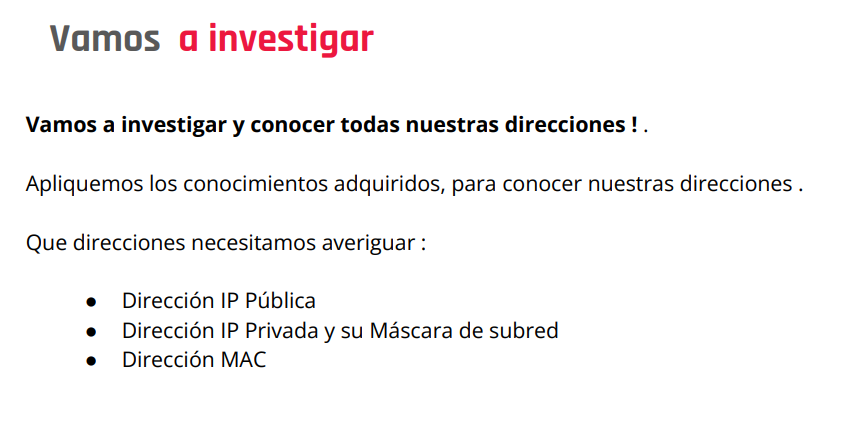 Vamos a investigar
Vamos a investigar y conocer todas nuestras direcciones ! .
Apliquemos los conocimientos adquiridos, para conocer nuestras direcciones .
Que direcciones necesitamos averiguar :
● Dirección IP Pública
● Dirección IP Privada y su Máscara de subred
● Dirección MAC